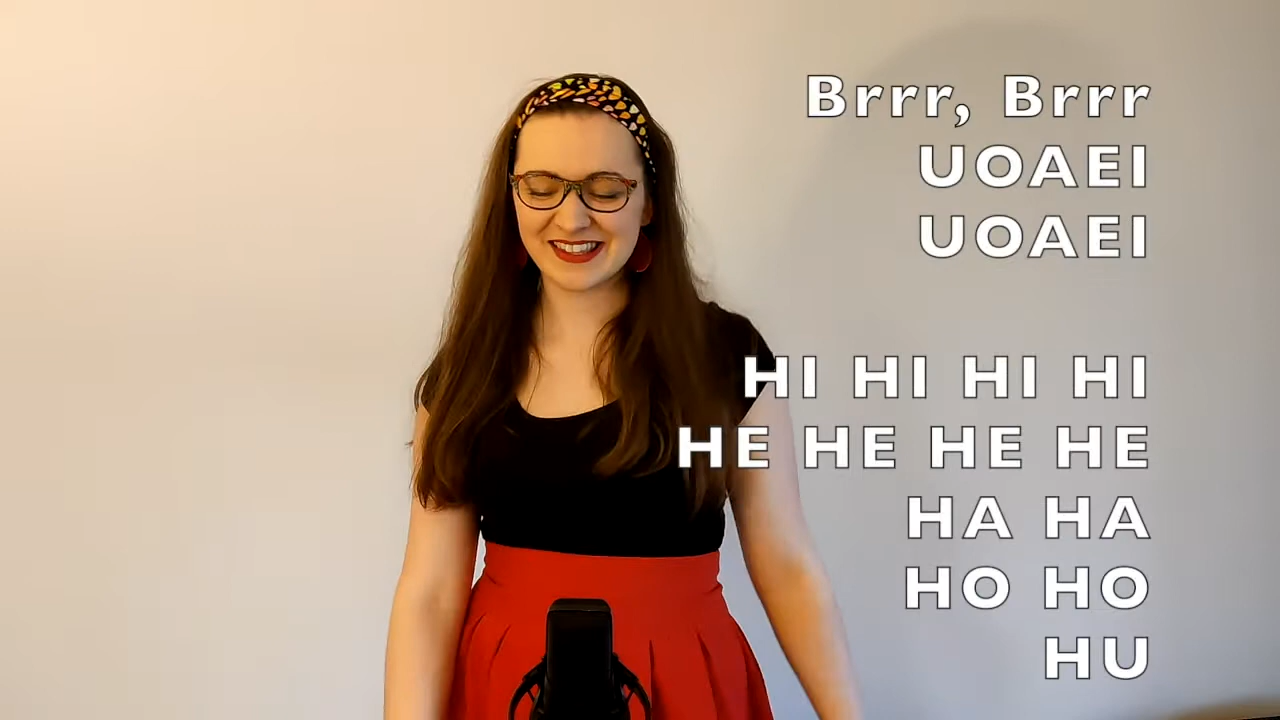 Brrr, Brrr
UOAEI
UOAEI
HI HI HI HI
HE HE HE HE
HA HA
HO HO
HU